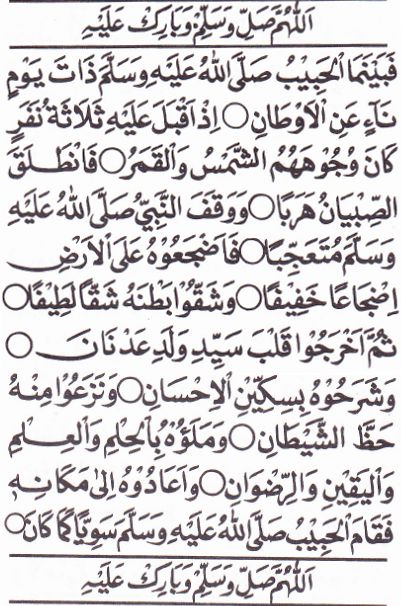 اَللّٰهُمَّ صَلِّ وَسَلِّمْ وَبَارِكْ عَلَيْهِ
فَبَيْنَمَا الْحَبِيْبُ صَلَّى اللّٰهُ عَلَيْهِ وَسَلَّمَ ذَاتَ يَوْمٍ
نَاءٍ عَنِ الْاَوْطَانِ ○ اِذْ اَقْبَلَ عَلَيْهِ ثَلَاثَةُ نَفَرٍ
كَانَ وُجُوْهَهُمُ الشَّمْسُ وَالْقَمَرُ ○ فَانْطَلَقَ
الصِّبْيَانُ هَرَبًا ○ وَوَقَفَ النَّبِيُّ صَلَّى اللّٰهُ عَلَيْهِ
وَسَلَّمَ مُتَعَجِّبًا ○ فَاَضْجَعُوْهُ عَلَى الْاَرْضِ
اِضْجَاعًا خَفِيْفًا ○ وَشَقُّوْا بَطْنَهُ شَقًّا لَطِيْفًا ○
ثُمَّ اَخْرَجُوْا قَلْبَ سَيِّدِ وَلَدِ عَدْنَانَ ○
وَشَرَحُوْهُ بِسِكِّيْنِ الْاِحْسَانِ ○ وَنَزَعُوْا مِنْهُ
حَظَّ الشَّيْطَانِ ○ وَمَلَؤُهُ بِالْحِلْمِ وَالْعِلْمِ
وَالْيَقِيْنِ وَالرِّضْوَانِ ○ وَاَعَادُوْهُ اِلَى مَكَانِهِ
فَقَامَ الْحَبِيْبُ صَلَّى اللّٰهُ عَلَيْهِ وَسَلَّمَ سَوِيًّا كَمَا كَانَ ○
اَللّٰهُمَّ صَلِّ وَسَلِّمْ وَبَارِكْ عَلَيْهِ